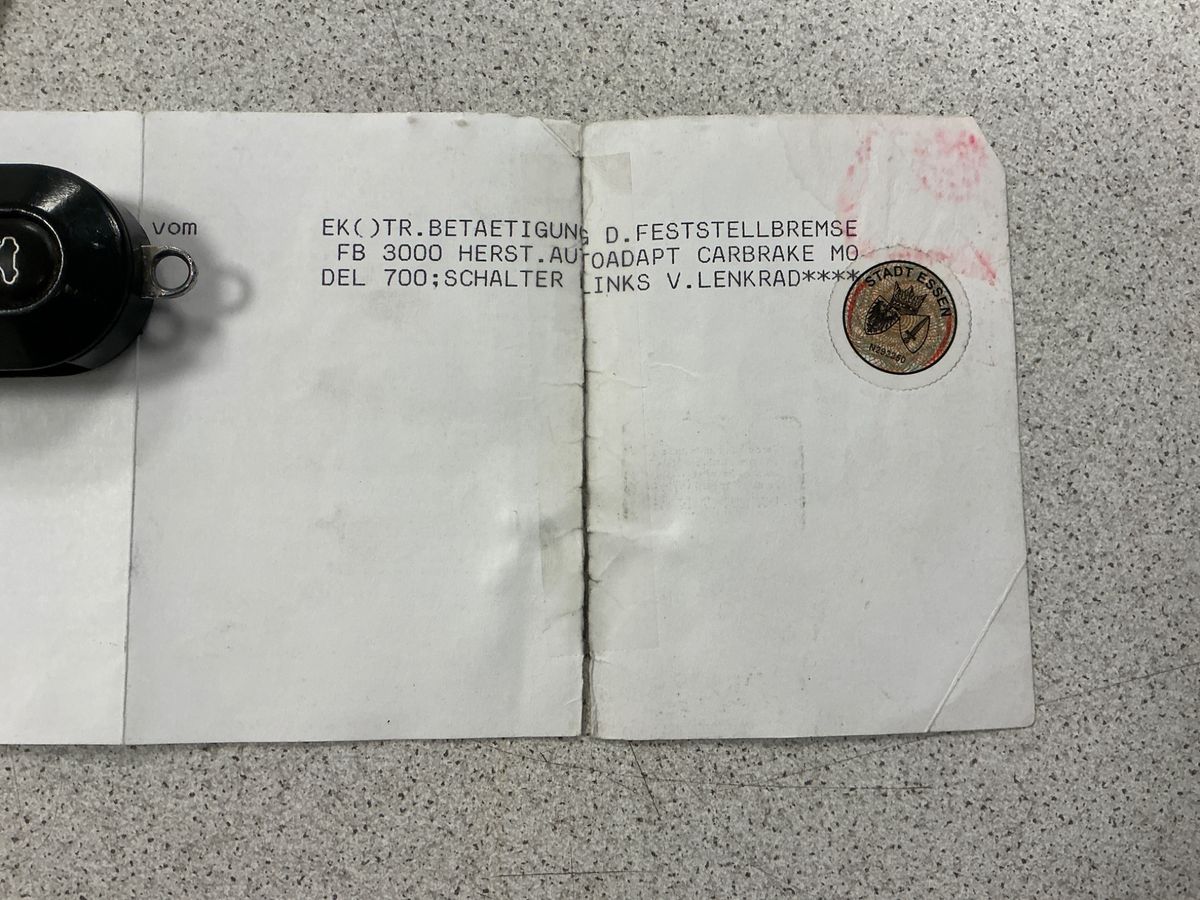 vom
EK()TR.BETAETIGUNG D.FESTSTELLBREMSE
FB 3000 HERST.AUTOADAPT CARBRAKE MO
DEL 700;SCHALTER LINKS V.LENKRAD****
STADT ESSEN